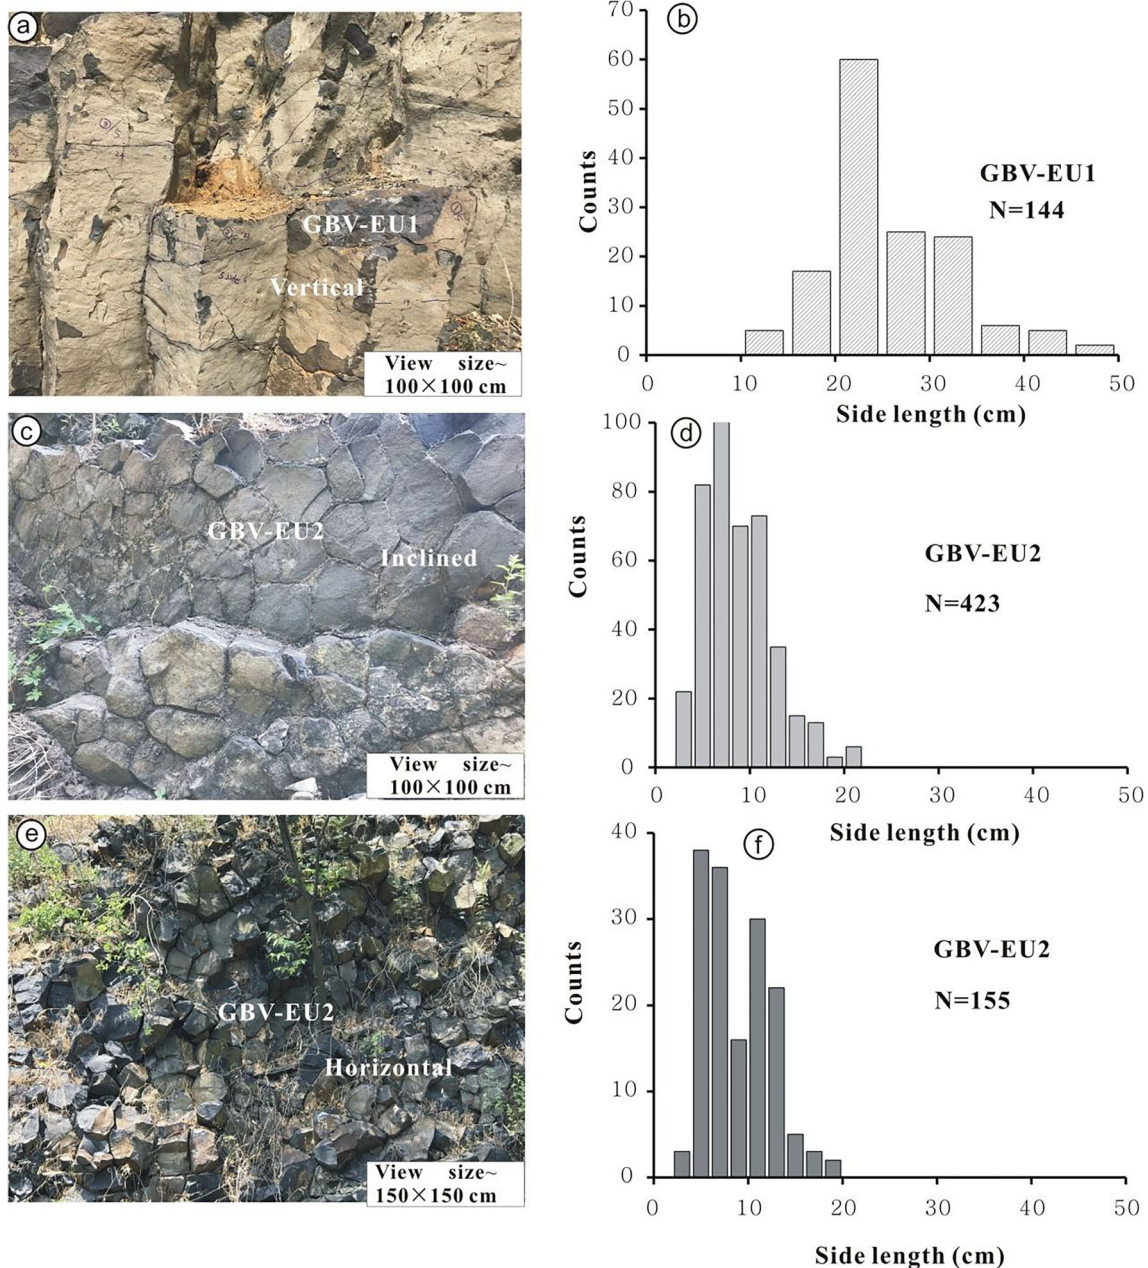 a
GBV-EU1
Vertical
View size~
100×100 cm
b
70
60
50
40
30
20
10
0
Counts
GBV-EU1
N=144
0 10 20 30 40 50
Side length (cm)
c
GBV-EU2
Inclined
View size~
100×100 cm
d
100
80
60
40
20
0
Counts
GBV-EU2
N=423
0 10 20 30 40 50
Side length (cm)
e
GBV-EU2
Horizontal
View size~
150×150 cm
f
40
30
20
10
0
Counts
GBV-EU2
N=155
0 10 20 30 40 50
Side length (cm)